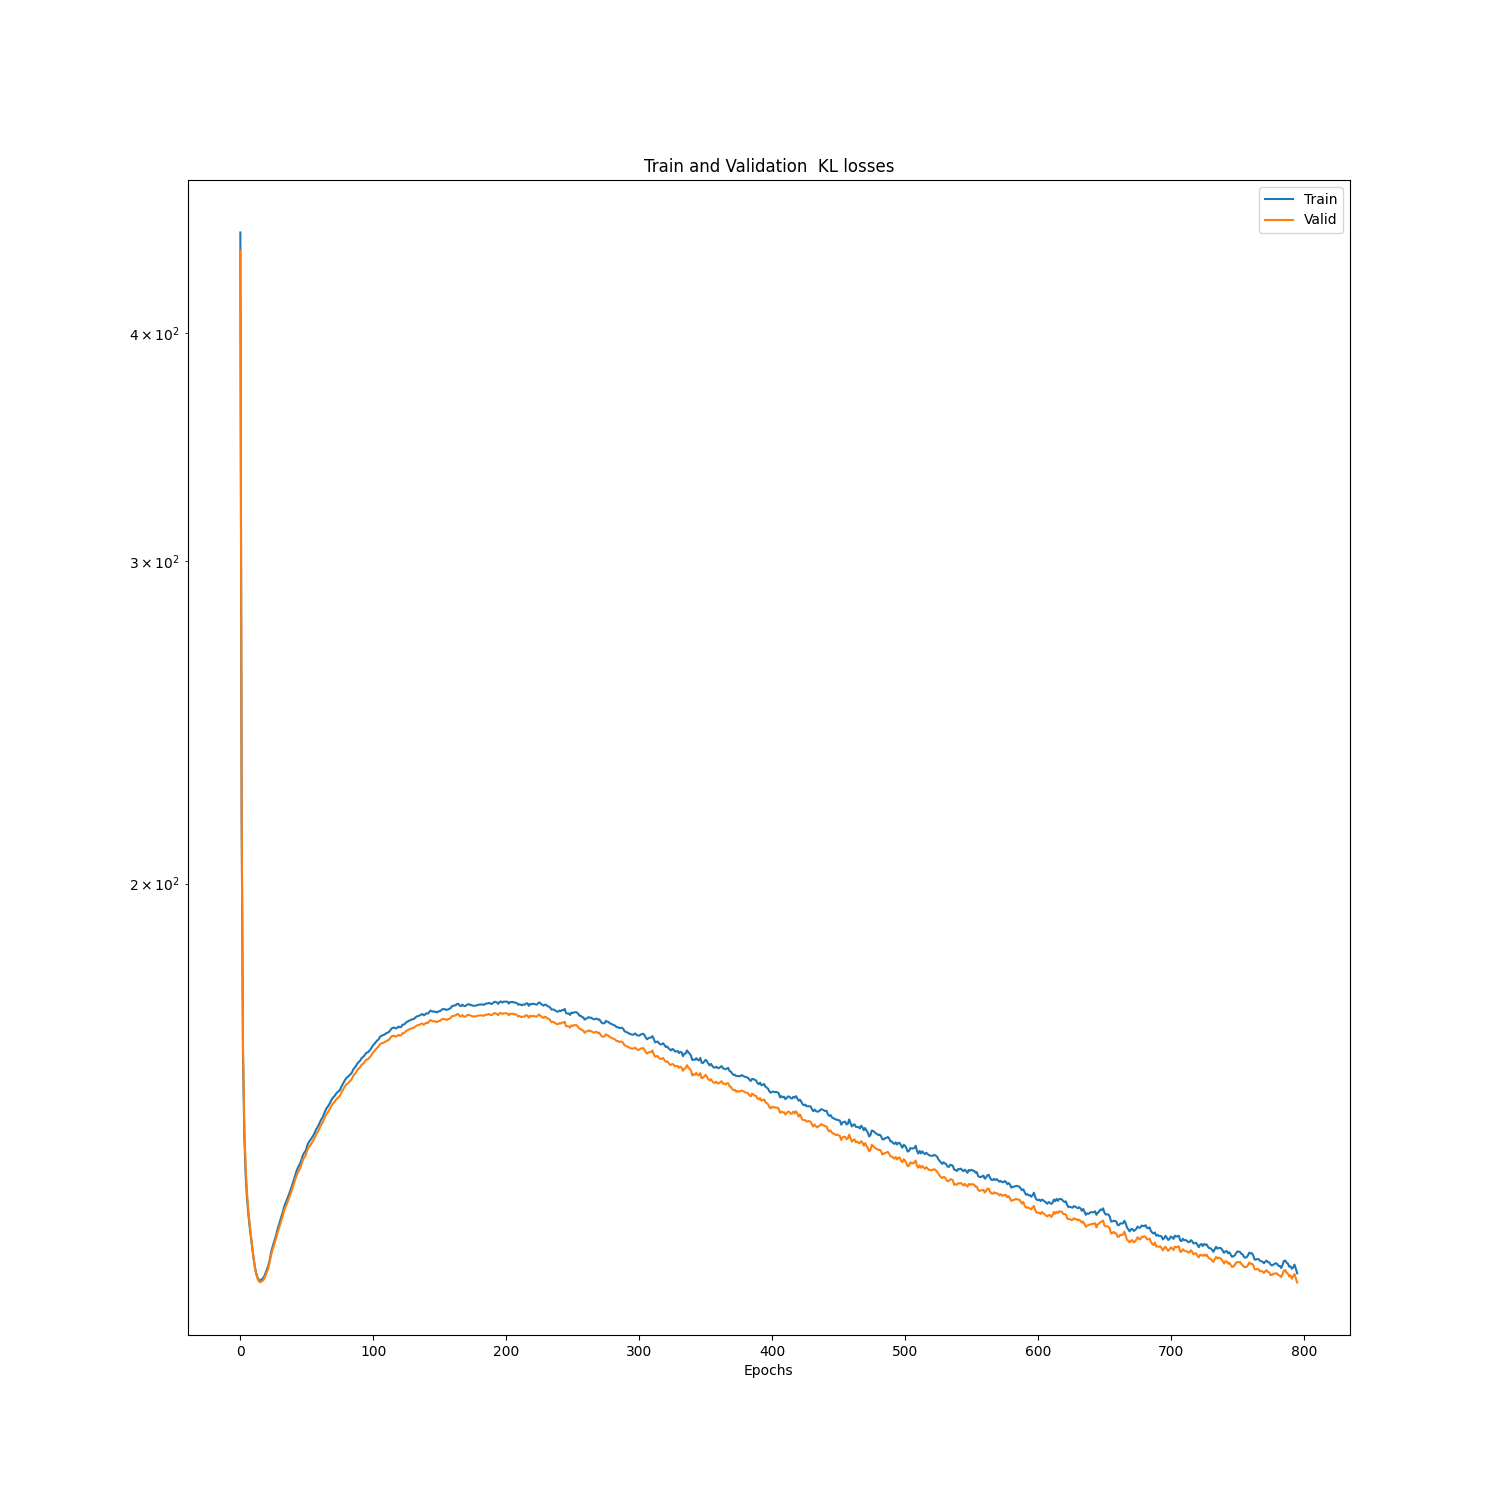 Train and Validation  KL losses
Train
Valid
4 × 10²
3 × 10²
2 × 10²
0 100 200 300 400 500 600 700 800
Epochs